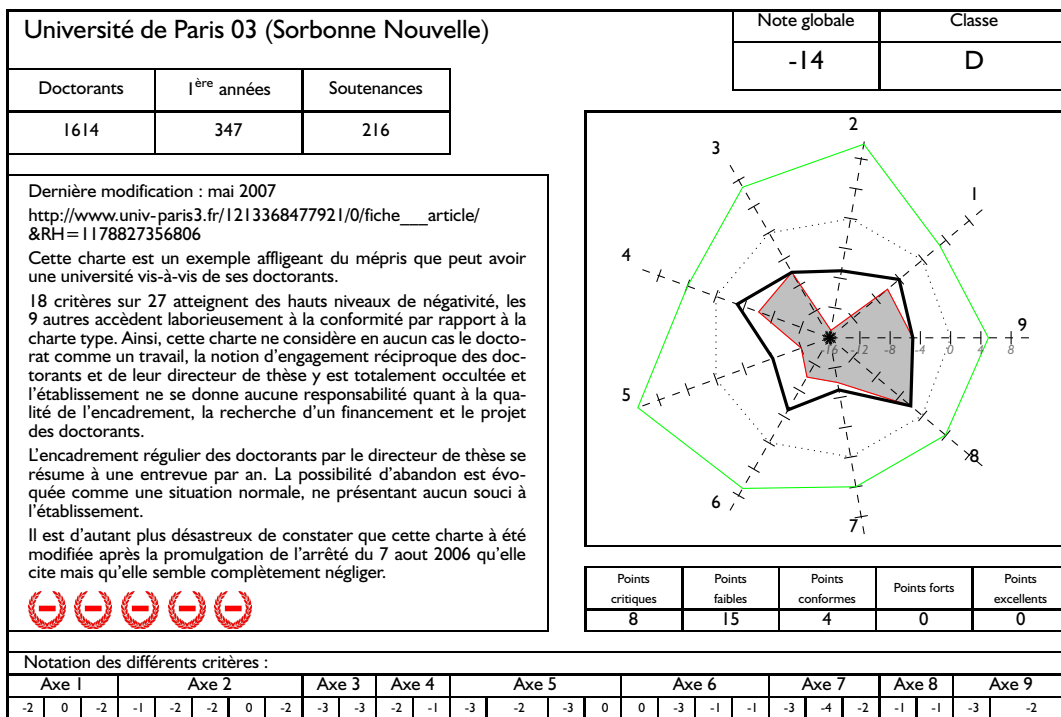 Université de Paris 03 (Sorbonne Nouvelle)
Note globale Classe
-14 D
Doctorants 1ère années Soutenances
1614 347 216
Dernière modification : mai 2007
http://www.univ-paris3.fr/1213368477921/0/fiche___article/
&RH=1178827356806
Cette charte est un exemple affligeant du mépris que peut avoir
une université vis-à-vis de ses doctorants.
18 critères sur 27 atteignent des hauts niveaux de négativité, les
9 autres accèdent laborieusement à la conformité par rapport à la
charte type. Ainsi, cette charte ne considère en aucun cas le docto-
rat comme un travail, la notion d'engagement réciproque des doc-
torants et de leur directeur de thèse y est totalement occultée et
l'établissement ne se donne aucune responsabilité quant à la qua-
lité de l'encadrement, la recherche d'un financement et le projet
des doctorants.
L'encadrement régulier des doctorants par le directeur de thèse se
résume à une entrevue par an. La possibilité d'abandon est évo-
quée comme une situation normale, ne présentant aucun souci à
l'établissement.
Il est d'autant plus désastreux de constater que cette charte à été
modifiée après la promulgation de l'arrêté du 7 aout 2006 qu'elle
cite mais qu'elle semble complètement négliger.
2
3
1
4
9
-16 -12 -8 -4 0 4 8
5
8
6
7
Points critiques Points faibles Points conformes Points forts Points excellents
8 15 4 0 0
Notation des différents critères :
Axe 1 Axe 2 Axe 3 Axe 4 Axe 5 Axe 6 Axe 7 Axe 8 Axe 9
-2 0 -2 -1 -2 -2 0 -2 -3 -3 -2 -1 -3 -2 -3 0 0 -3 -1 -1 -3 -4 -2 -1 -1 -3 -2